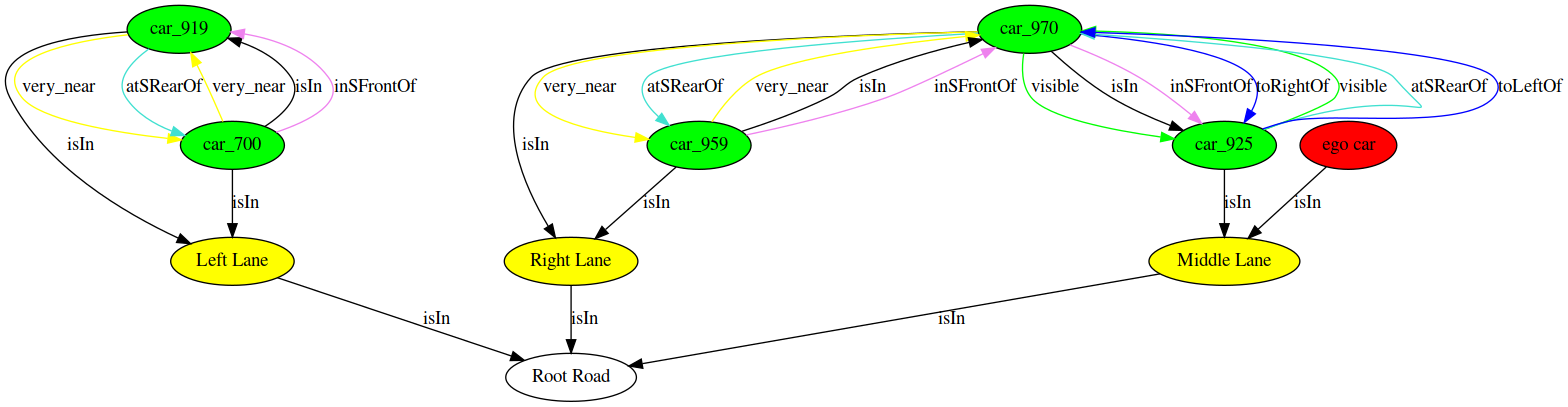 car_919
car_970
very_near
atSRearOf
very_near
isIn
inSFrontOf
very_near
atSRearOf
very_near
isIn
inSFrontOf
visible
isIn
inSFrontOf
toRightOf
visible
atSRearOf
toLeftOf
isIn
car_700
isIn
car_959
car_925
ego car
isIn
isIn
isIn
isIn
Left Lane
Right Lane
Middle Lane
isIn
isIn
isIn
Root Road